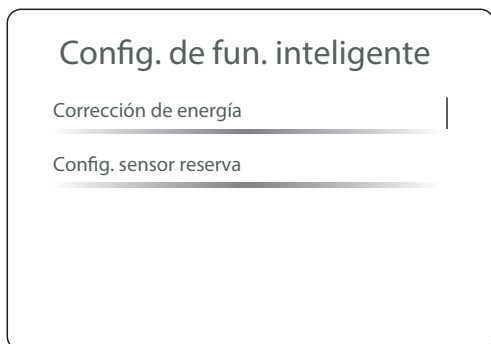 Config. de fun. inteligente
Corrección de energía
Config. sensor reserva